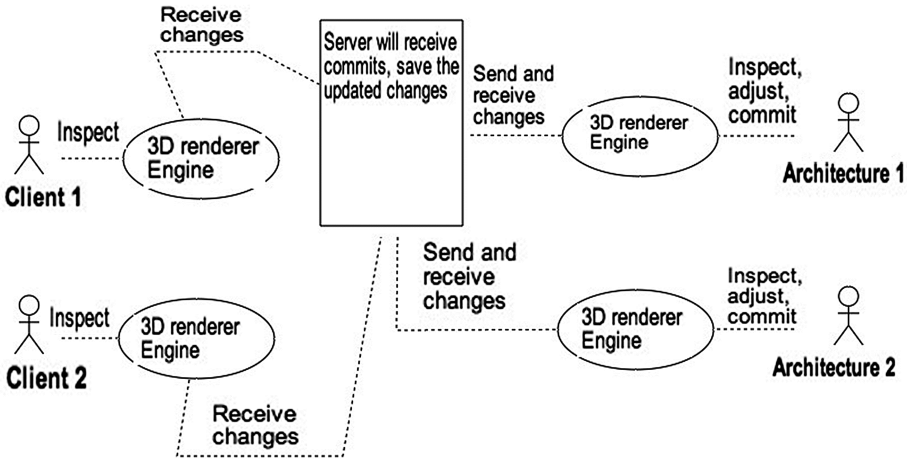 Receive
changes
Server will receive
commits, save the
updated changes
Send and
receive
changes
Inspect,
adjust,
commit
Inspect
3D renderer
Engine
3D renderer
Engine
Client 1
Architecture 1
Send and
receive
changes
Inspect,
adjust,
commit
Inspect
3D renderer
Engine
3D renderer
Engine
Client 2
Architecture 2
Receive
changes